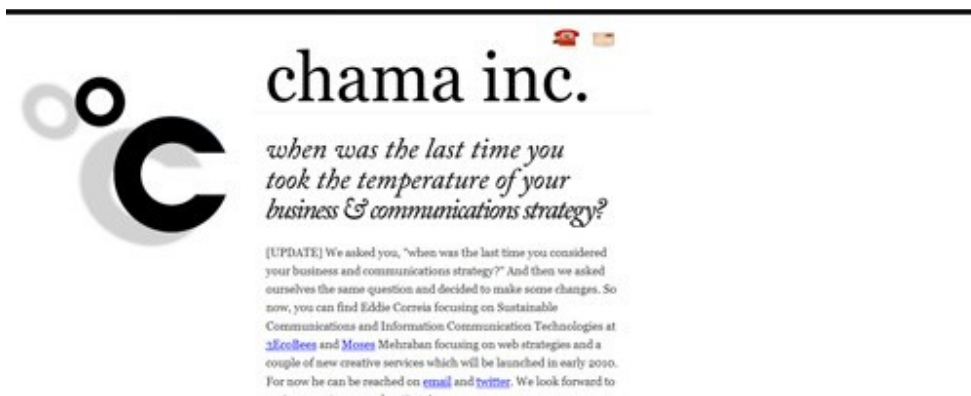 °C
chama inc.
when was the last time you
took the temperature of your
business & communications strategy?
[UPDATE] We asked you, "when was the last time you considered
your business and communications strategy?" And then we asked
ourselves the same question and decided to make some changes. So
now, you can find Eddie Correia focusing on Sustainable
Communications and Information Communication Technologies at
3EcoBees and Moses Mehraban focusing on web strategies and a
couple of new creative services which will be launched in early 2010.
For now he can be reached on email and twitter. We look forward to